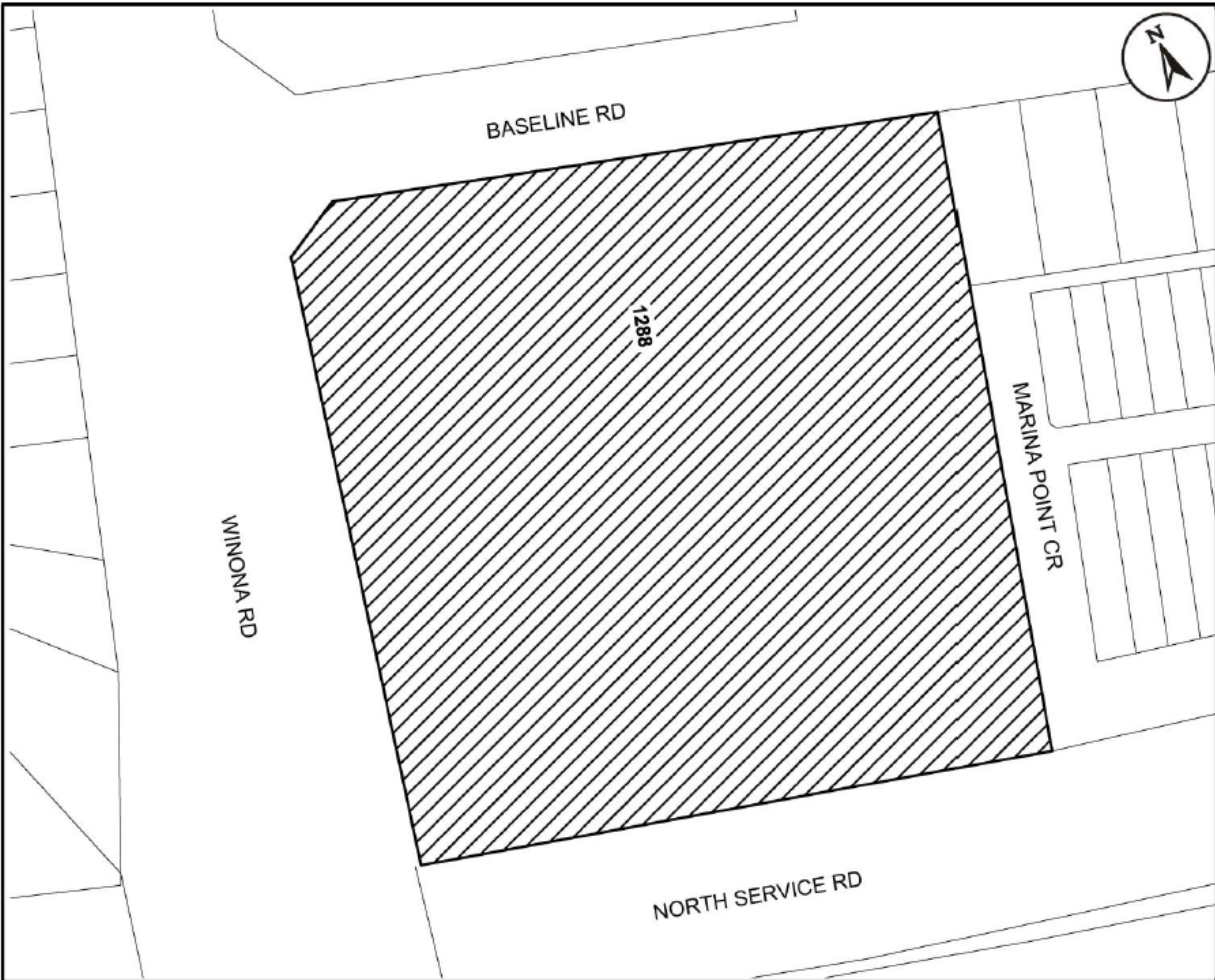 N
BASELINE RD
1288
MARINA POINT CR
WINONA RD
NORTH SERVICE RD